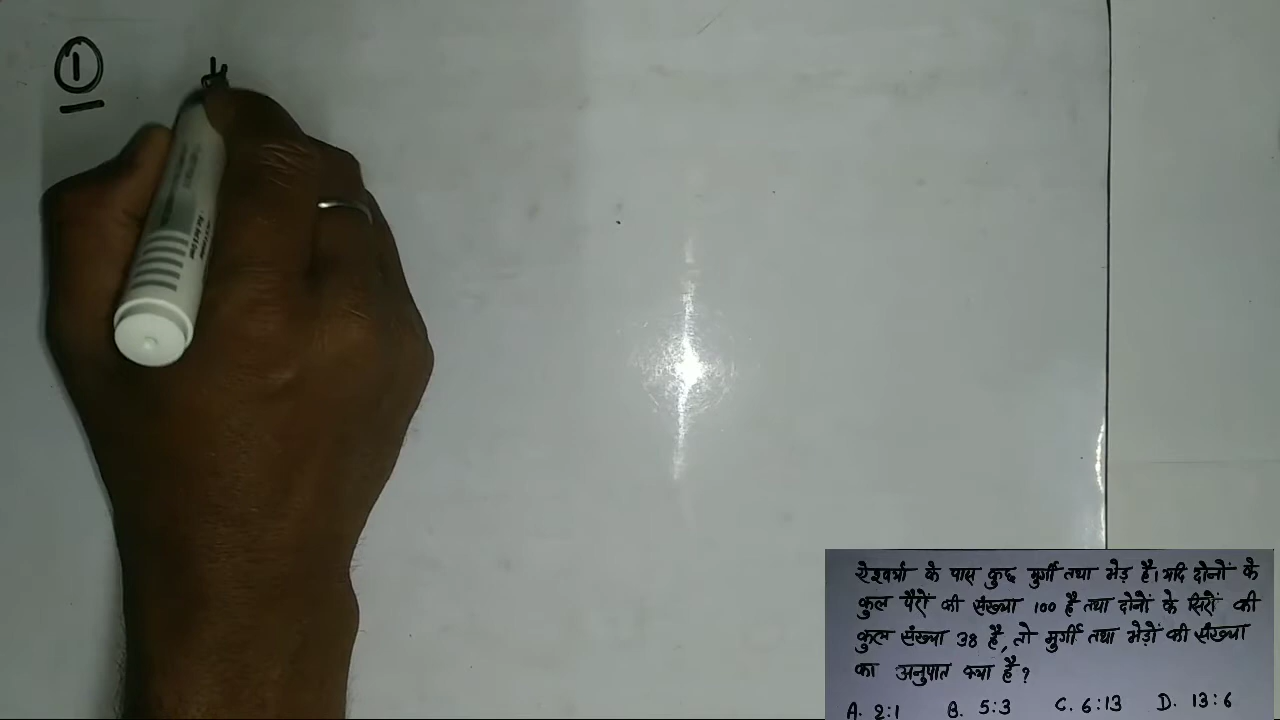 ①
ऐश्वर्या के पास कुछ मुर्गी तथा भेड़ है। यदि दोनों के
कुल पैरों की संख्या 100 है तथा दोनों के सिरों की
कुल संख्या 38 है, तो मुर्गी तथा भेड़ों की संख्या
का अनुपात क्या है?
A. 2:1 B. 5:3 C. 6:13 D. 13:6